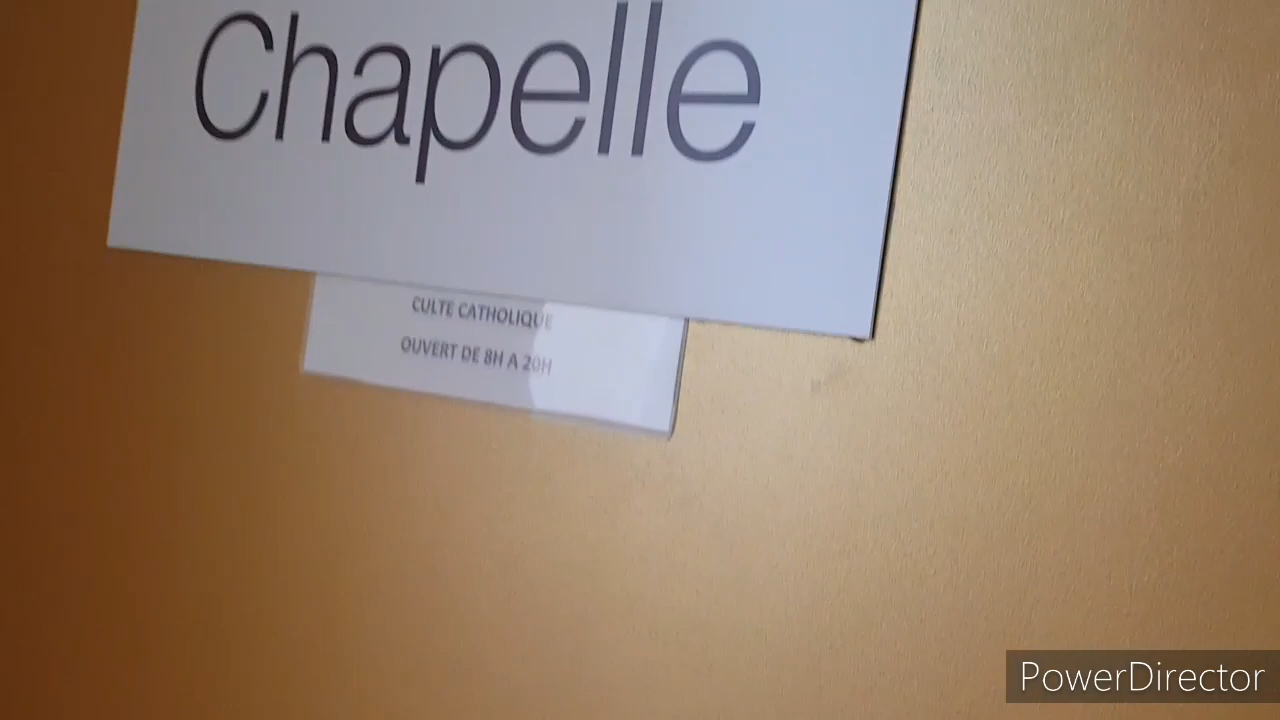 Chapelle
CULTE CATHOLIQUE
OUVERT DE 8H A 20H
PowerDirector